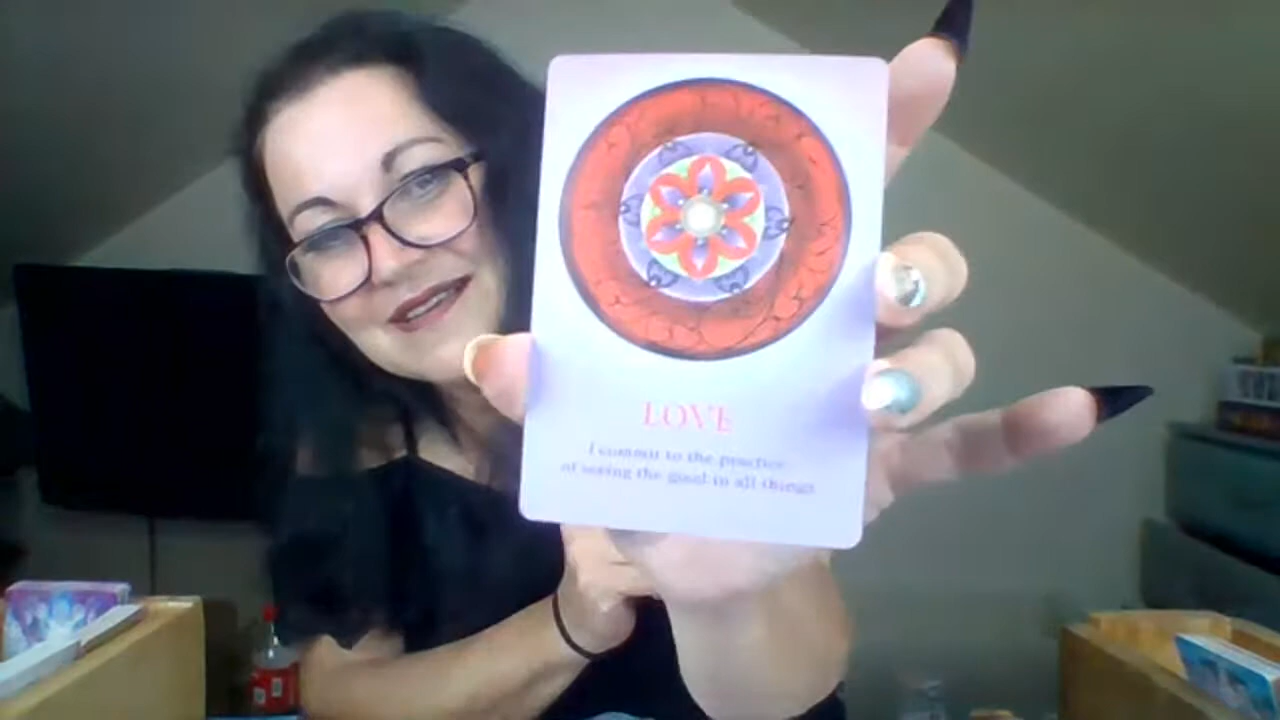 LOVE
I commit to the practice
of seeing the good in all things